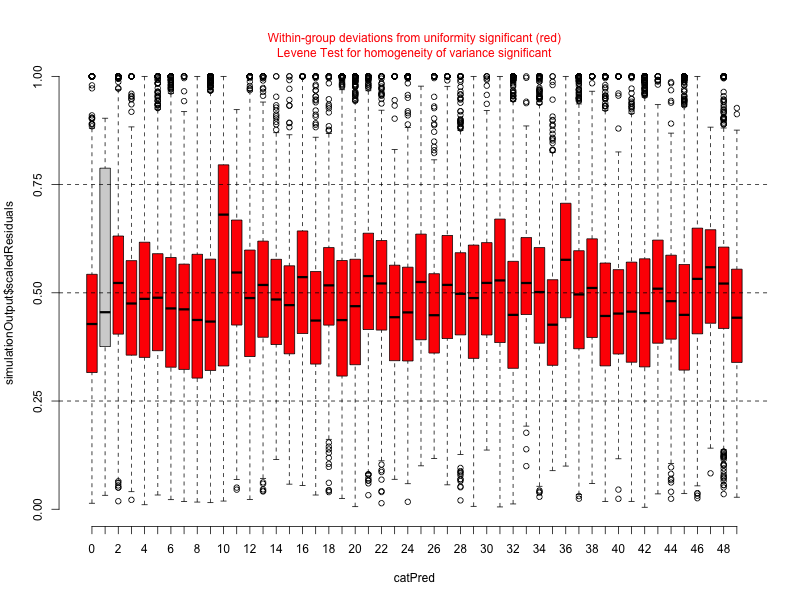 Within-group deviations from uniformity significant (red)
Levene Test for homogeneity of variance significant
1.00
0.75
0.50
0.25
0.00
simulationOutput$scaledResiduals
0 2 4 6 8 10 12 14 16 18 20 22 24 26 28 30 32 34 36 38 40 42 44 46 48
catPred